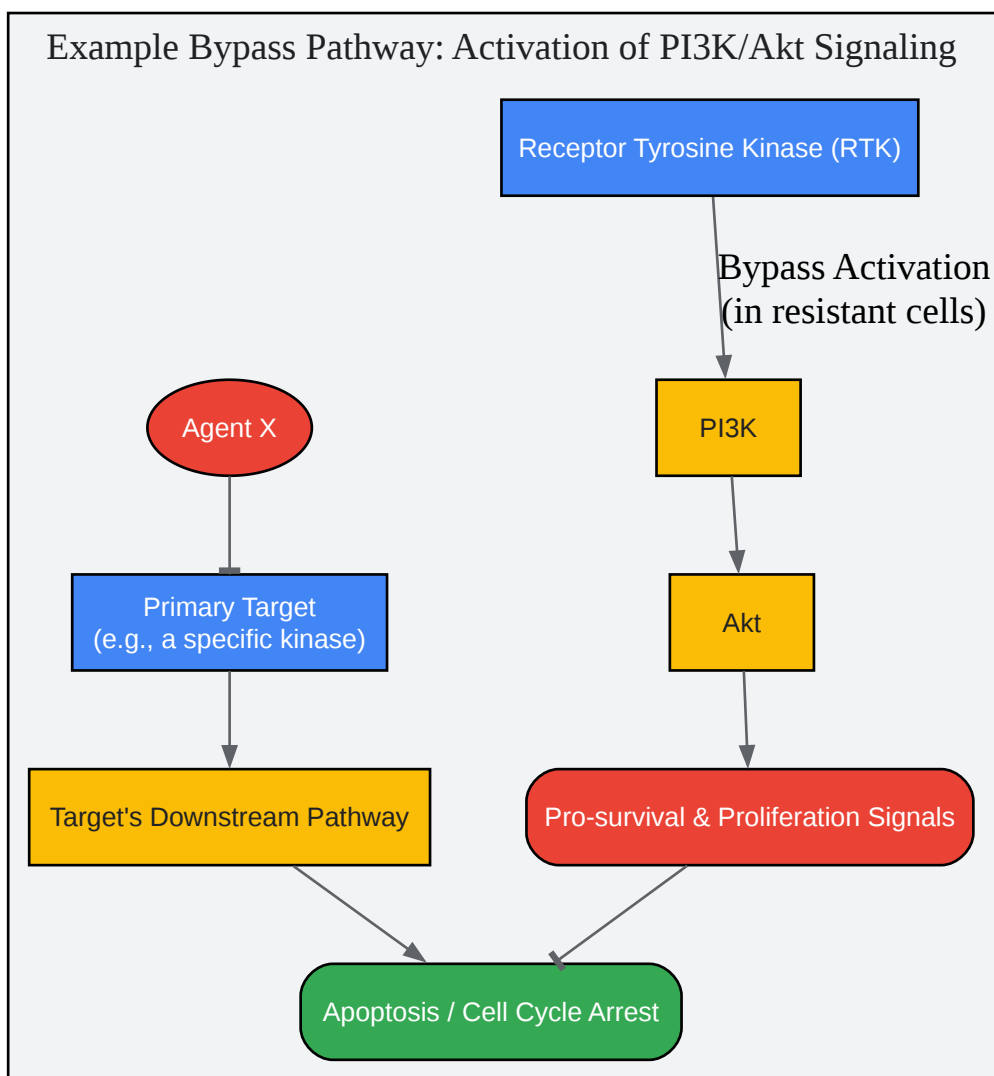 Example Bypass Pathway: Activation of PI3K/Akt Signaling
Receptor Tyrosine Kinase (RTK)
Bypass Activation
(in resistant cells)
Agent X
PI3K
Primary Target
(e.g., a specific kinase)
Akt
Target's Downstream Pathway
Pro-survival & Proliferation Signals
Apoptosis / Cell Cycle Arrest